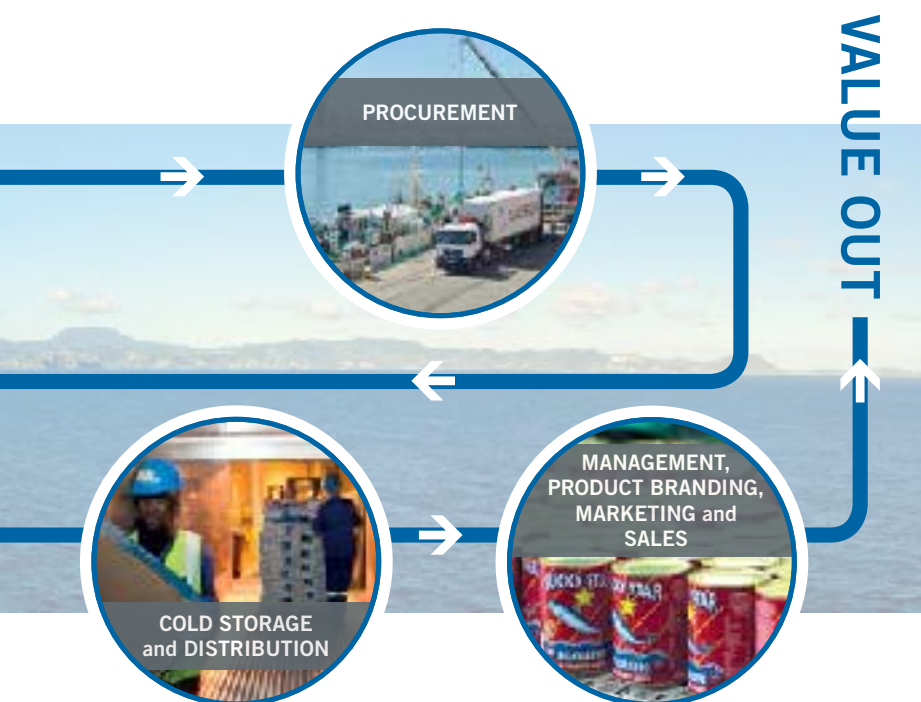 VALUE OUT
PROCUREMENT
MANAGEMENT,
PRODUCT BRANDING,
MARKETING and
SALES
COLD STORAGE
and DISTRIBUTION